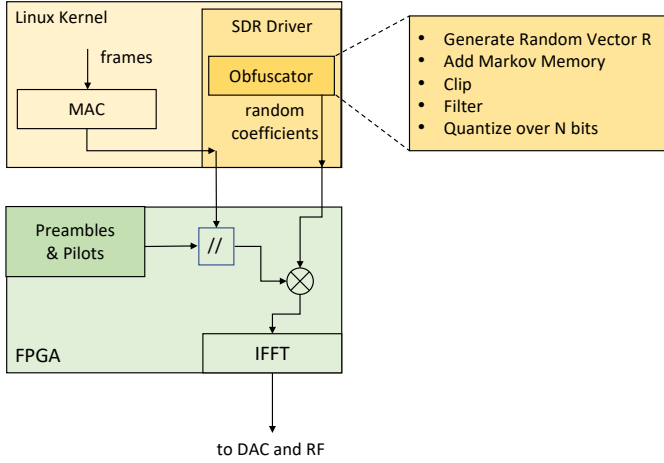 Linux Kernel
SDR Driver
frames
Obfuscator
MAC
random
coefficients
• Generate Random Vector R
• Add Markov Memory
• Clip
• Filter
• Quantize over N bits
Preambles
& Pilots
//
FPGA
IFFT
to DAC and RF